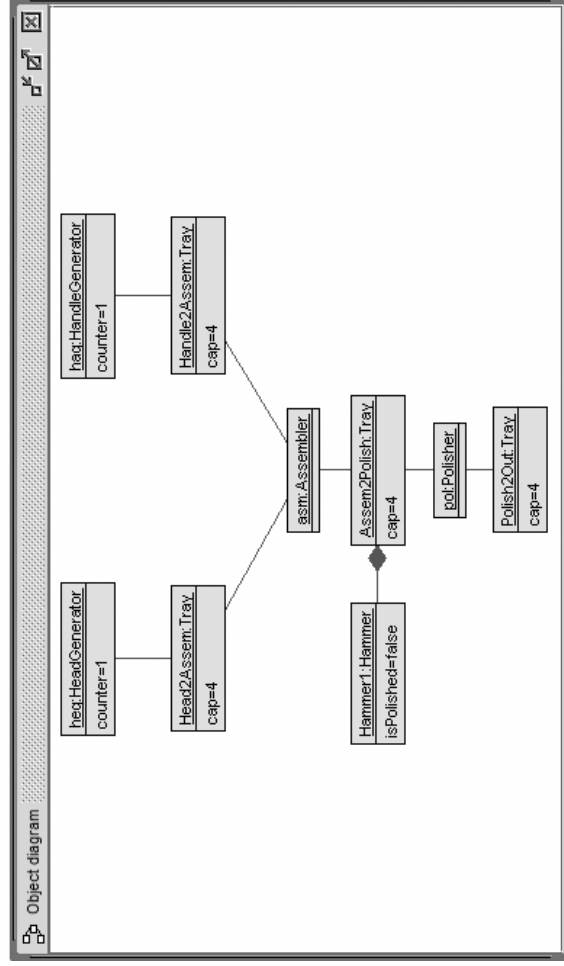 Object diagram
heg:HeadGenerator
counter=1
hag:HandleGenerator
counter=1
Head2Assem:Tray
cap=4
Handle2Assem:Tray
cap=4
asm:Assembler
Hammer1:Hammer
isPolished=false
Assem2Polish:Tray
cap=4
pol:Polisher
Polish2Out:Tray
cap=4